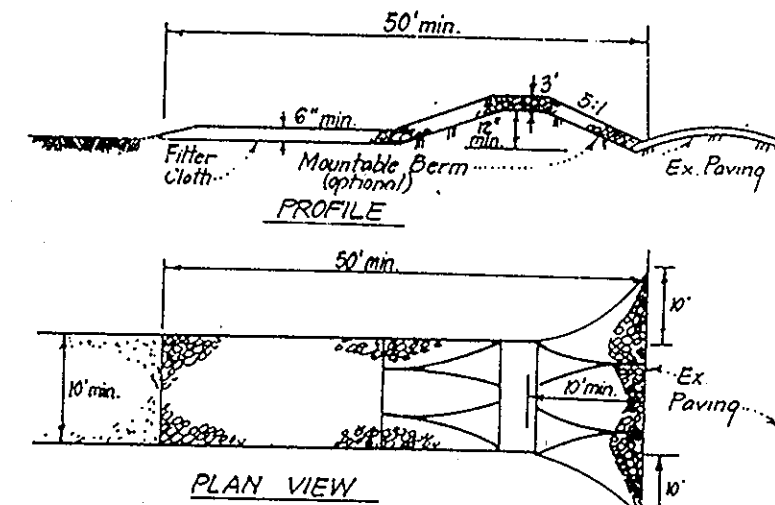 50' min.
3'
5:1
6" min.
12"
min
Filter
Cloth
Mountable Berm
(optional)
Ex. Paving
PROFILE
50' min.
10'
10' min.
10' min.
Ex.
Paving
10'
PLAN VIEW